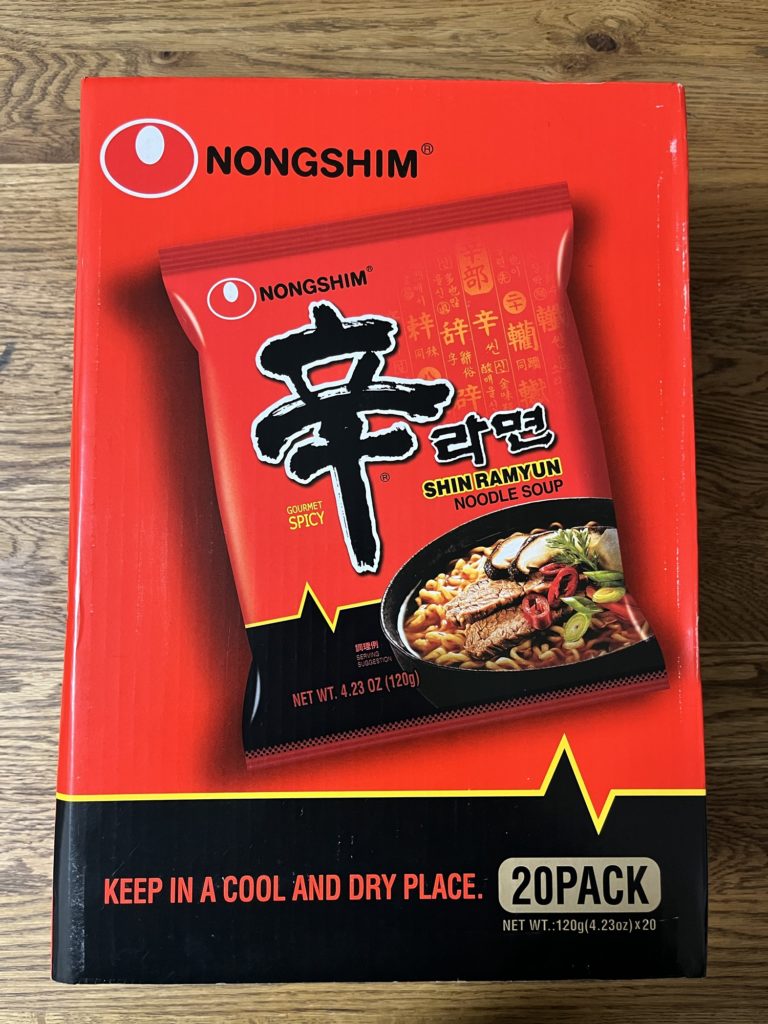 NONGSHIM®
NONGSHIM®
辛®
라면
SHIN RAMYUN
NOODLE SOUP
GOURMET
SPICY
調理例
SERVING
SUGGESTION
NET WT. 4.23 OZ (120g)
KEEP IN A COOL AND DRY PLACE.
20PACK
NET WT.:120g(4.23oz)x20